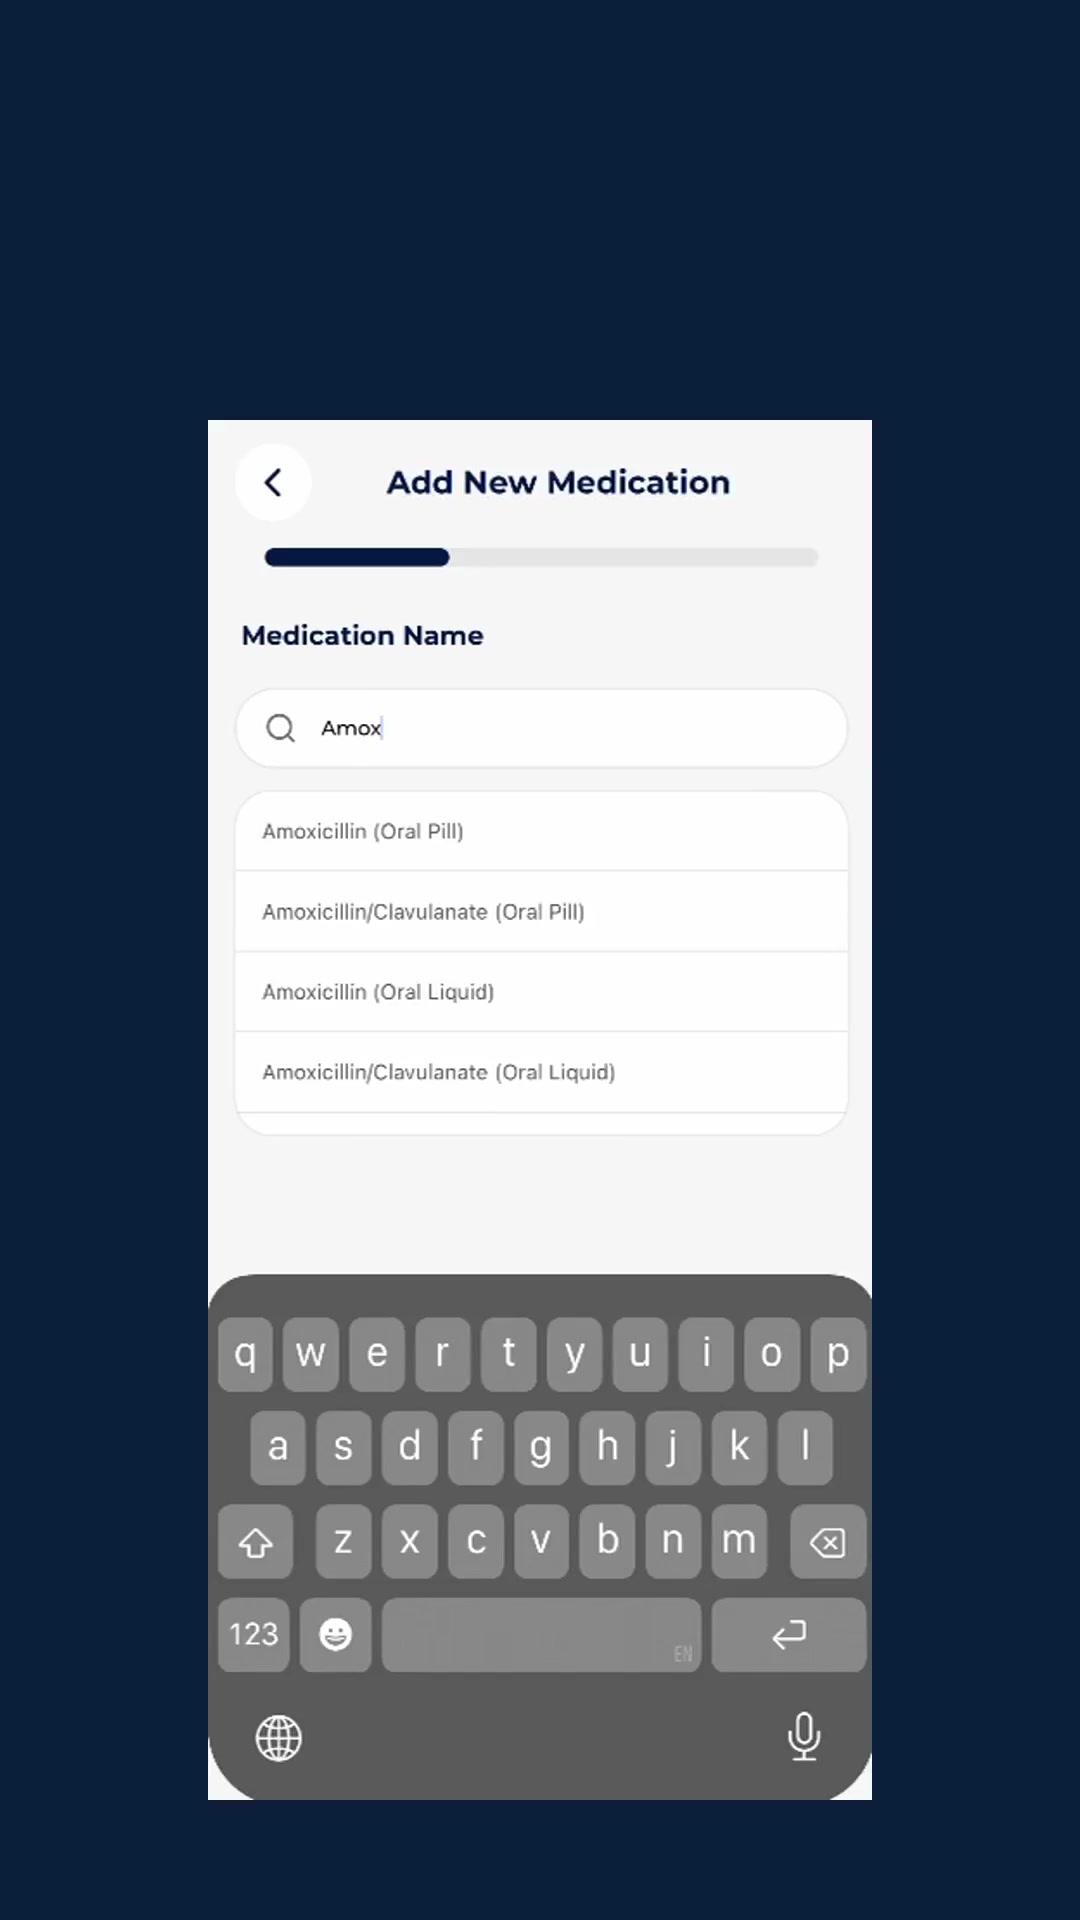 Add New Medication
Medication Name
Amox
Amoxicillin (Oral Pill)
Amoxicillin/Clavulanate (Oral Pill)
Amoxicillin (Oral Liquid)
Amoxicillin/Clavulanate (Oral Liquid)
q w e r t y u i o p
a s d f g h j k l
z x c v b n m
123 EN